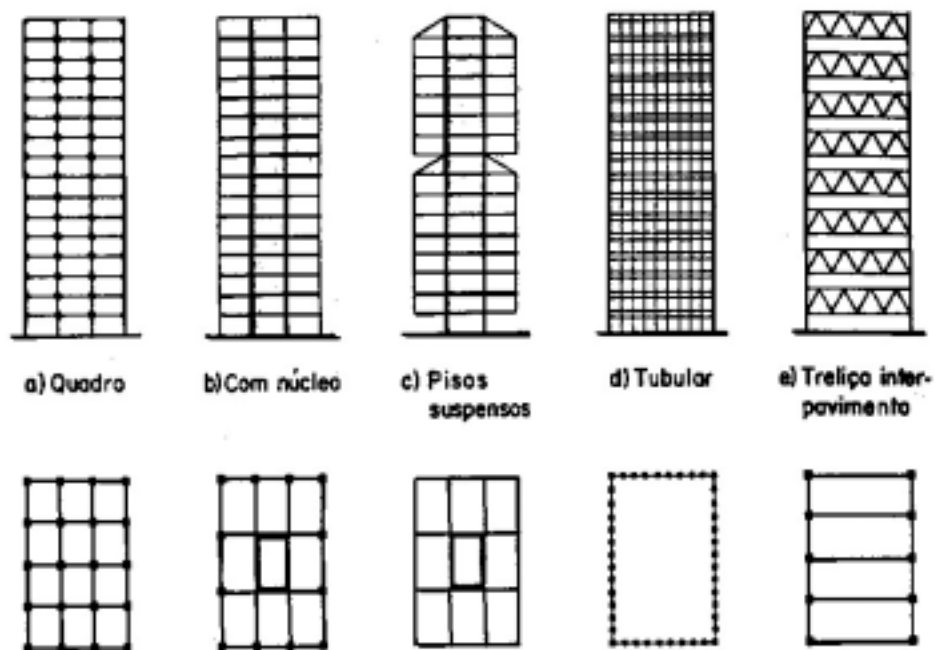 a) Quadro
b) Com núcleo
c) Pisos
suspensos
d) Tubular
e) Treliça inter-
pavimento